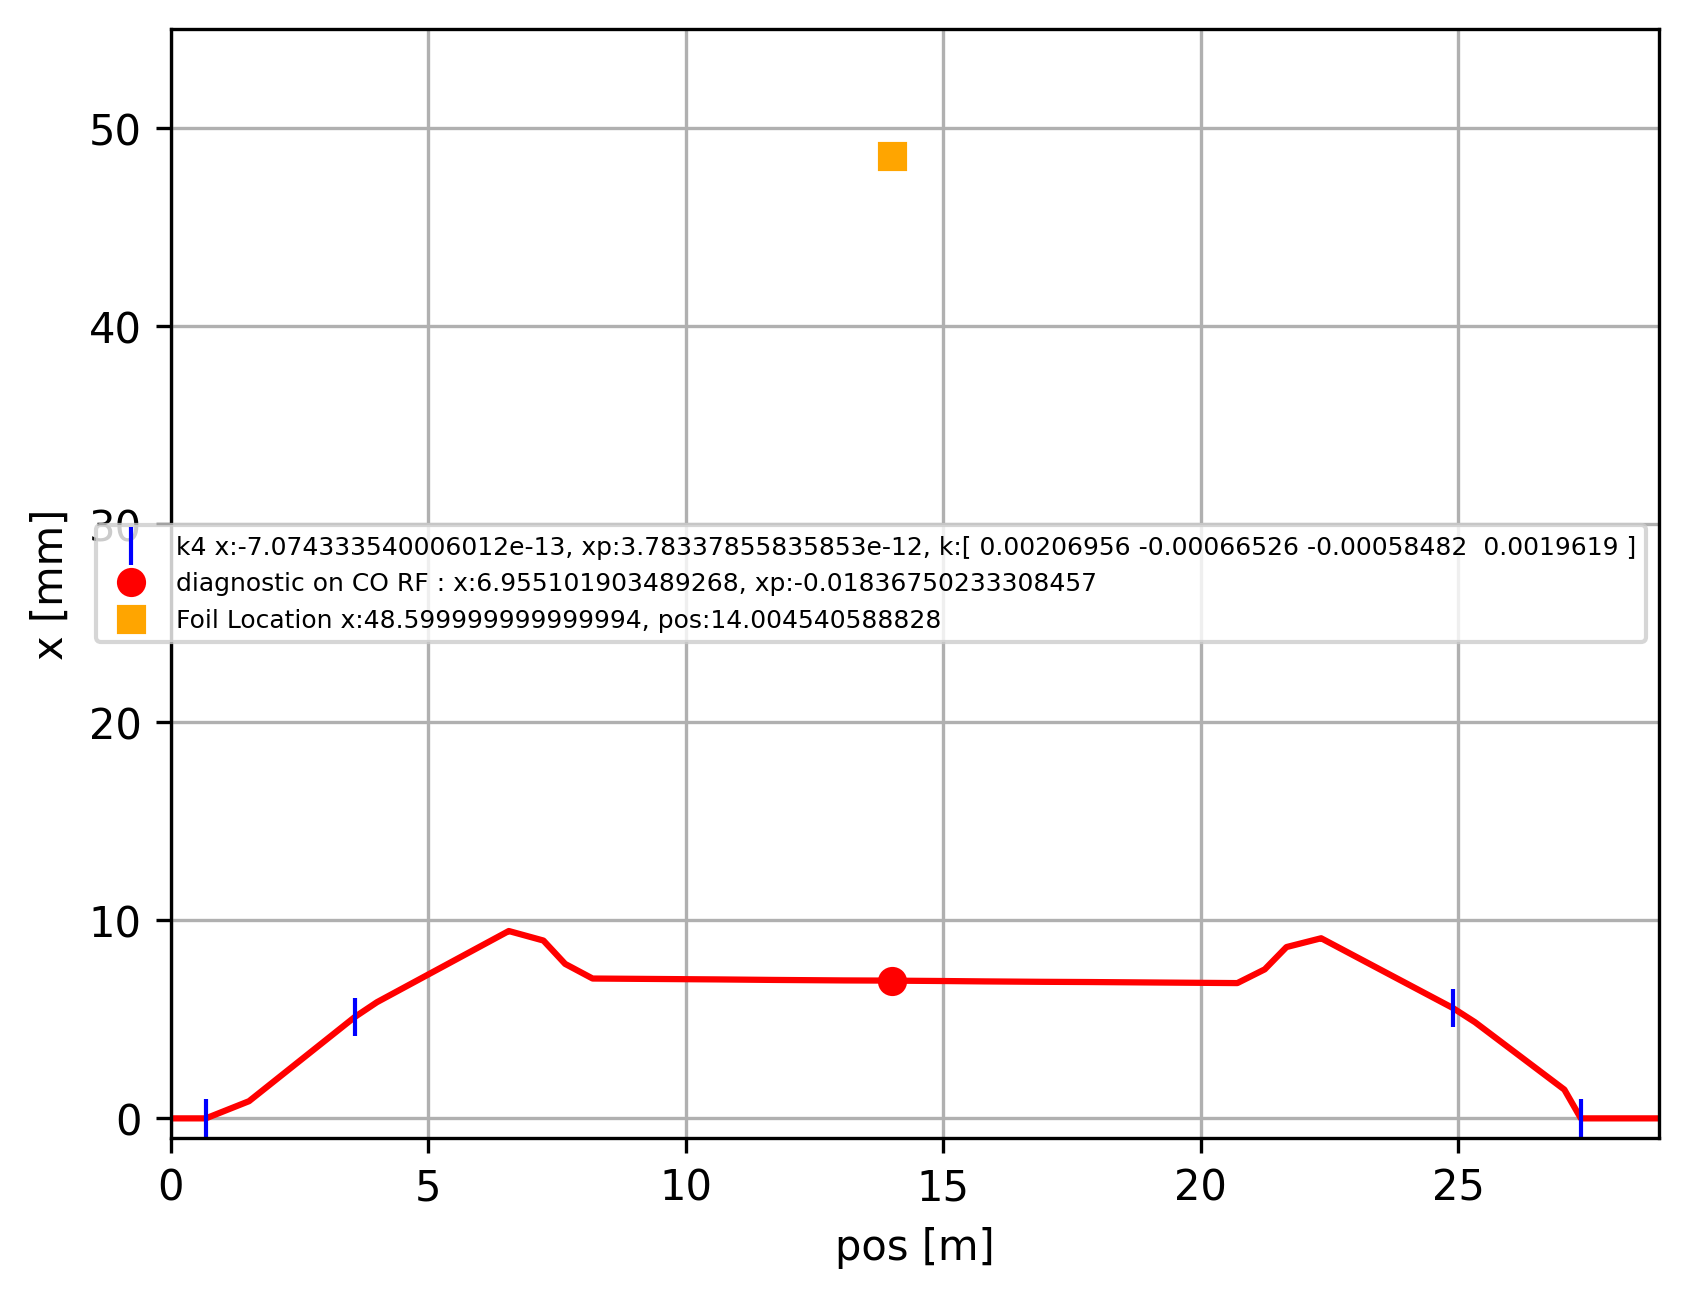 50
40
30
k4 x:-7.074333540006012e-13, xp:3.78337855835853e-12, k:[ 0.00206956 -0.00066526 -0.00058482  0.0019619 ]
diagnostic on CO RF : x:6.955101903489268, xp:-0.01836750233308457
Foil Location x:48.599999999999994, pos:14.004540588828
x [mm]
20
10
0
0 5 10 15 20 25
pos [m]